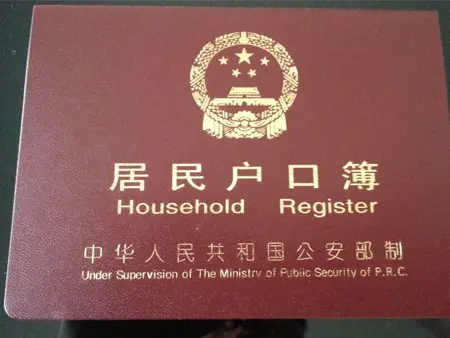 居民户口簿
Household Register
中华人民共和国公安部制
Under Supervision of The Ministry of Public Security of P.R.C.